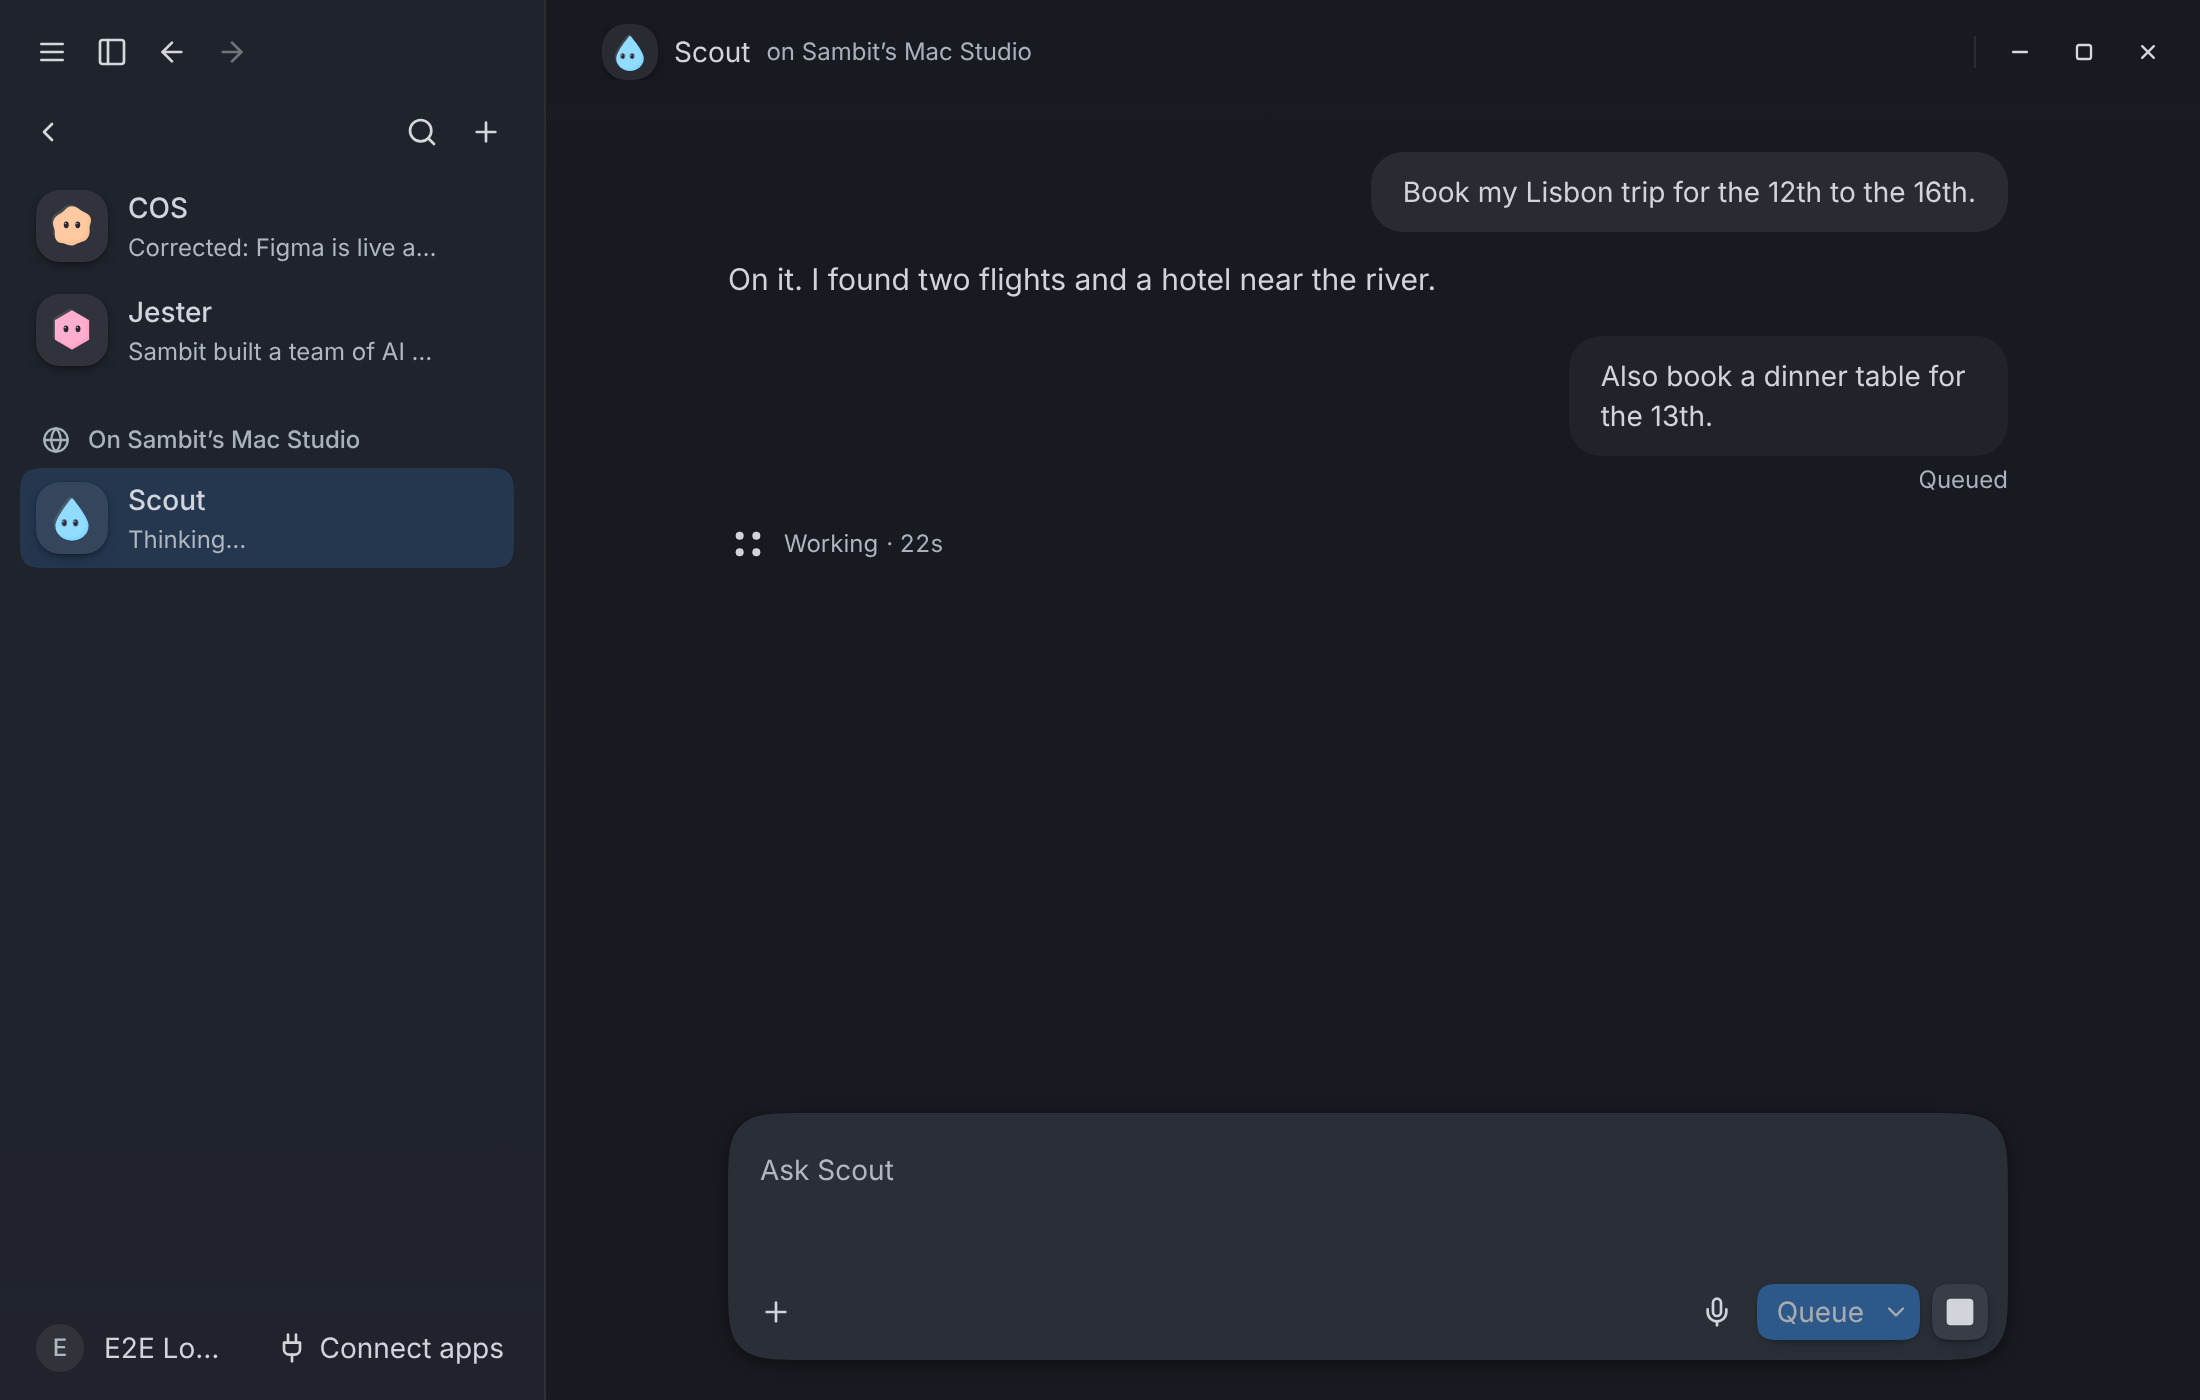 Scout on Sambit’s Mac Studio
COS
Corrected: Figma is live a...
Jester
Sambit built a team of AI ...
On Sambit’s Mac Studio
Scout
Thinking...
E
E2E Lo...
Connect apps
Book my Lisbon trip for the 12th to the 16th.
On it. I found two flights and a hotel near the river.
Also book a dinner table for
the 13th.
Queued
Working · 22s
Ask Scout
Queue